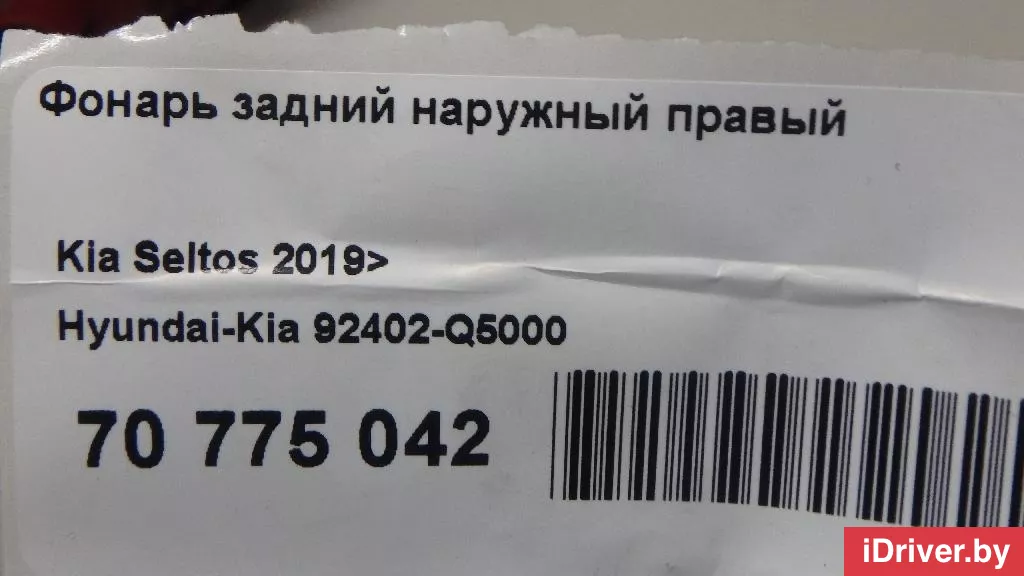 Фонарь задний наружный правый
Kia Seltos 2019>
Hyundai-Kia 92402-Q5000
70 775 042
iDriver.by